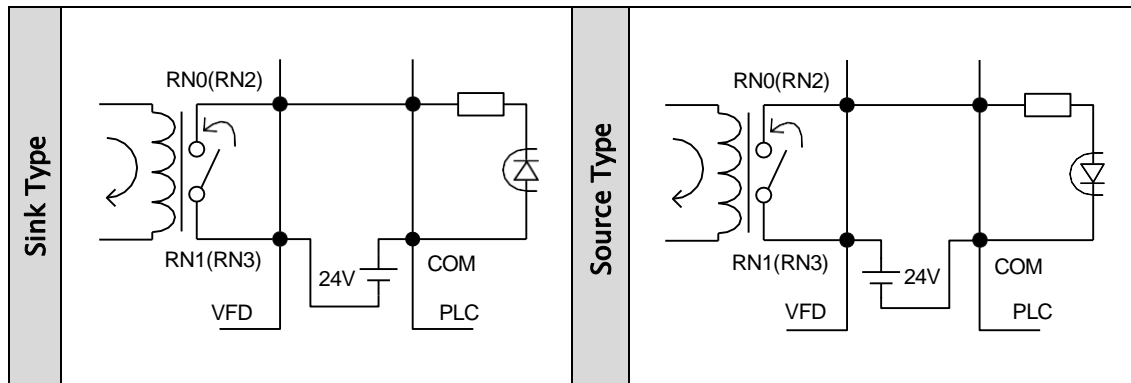 Sink Type
RN0(RN2)
RN1(RN3)
24V
COM
VFD
PLC
Source Type
RN0(RN2)
RN1(RN3)
24V
COM
VFD
PLC